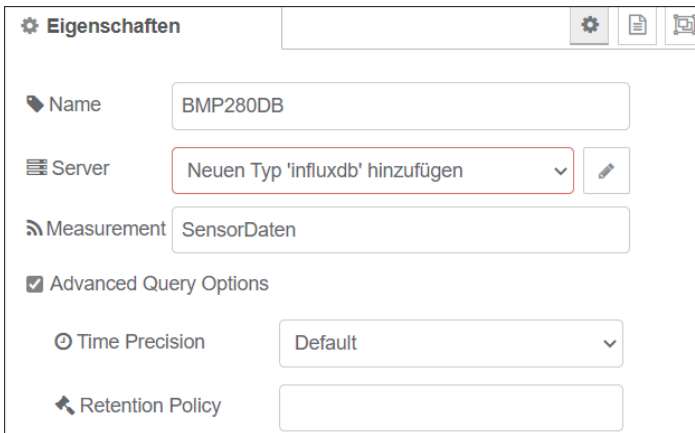 Eigenschaften
Name BMP280DB
Server Neuen Typ 'influxdb' hinzufügen
Measurement SensorDaten
Advanced Query Options
Time Precision Default
Retention Policy